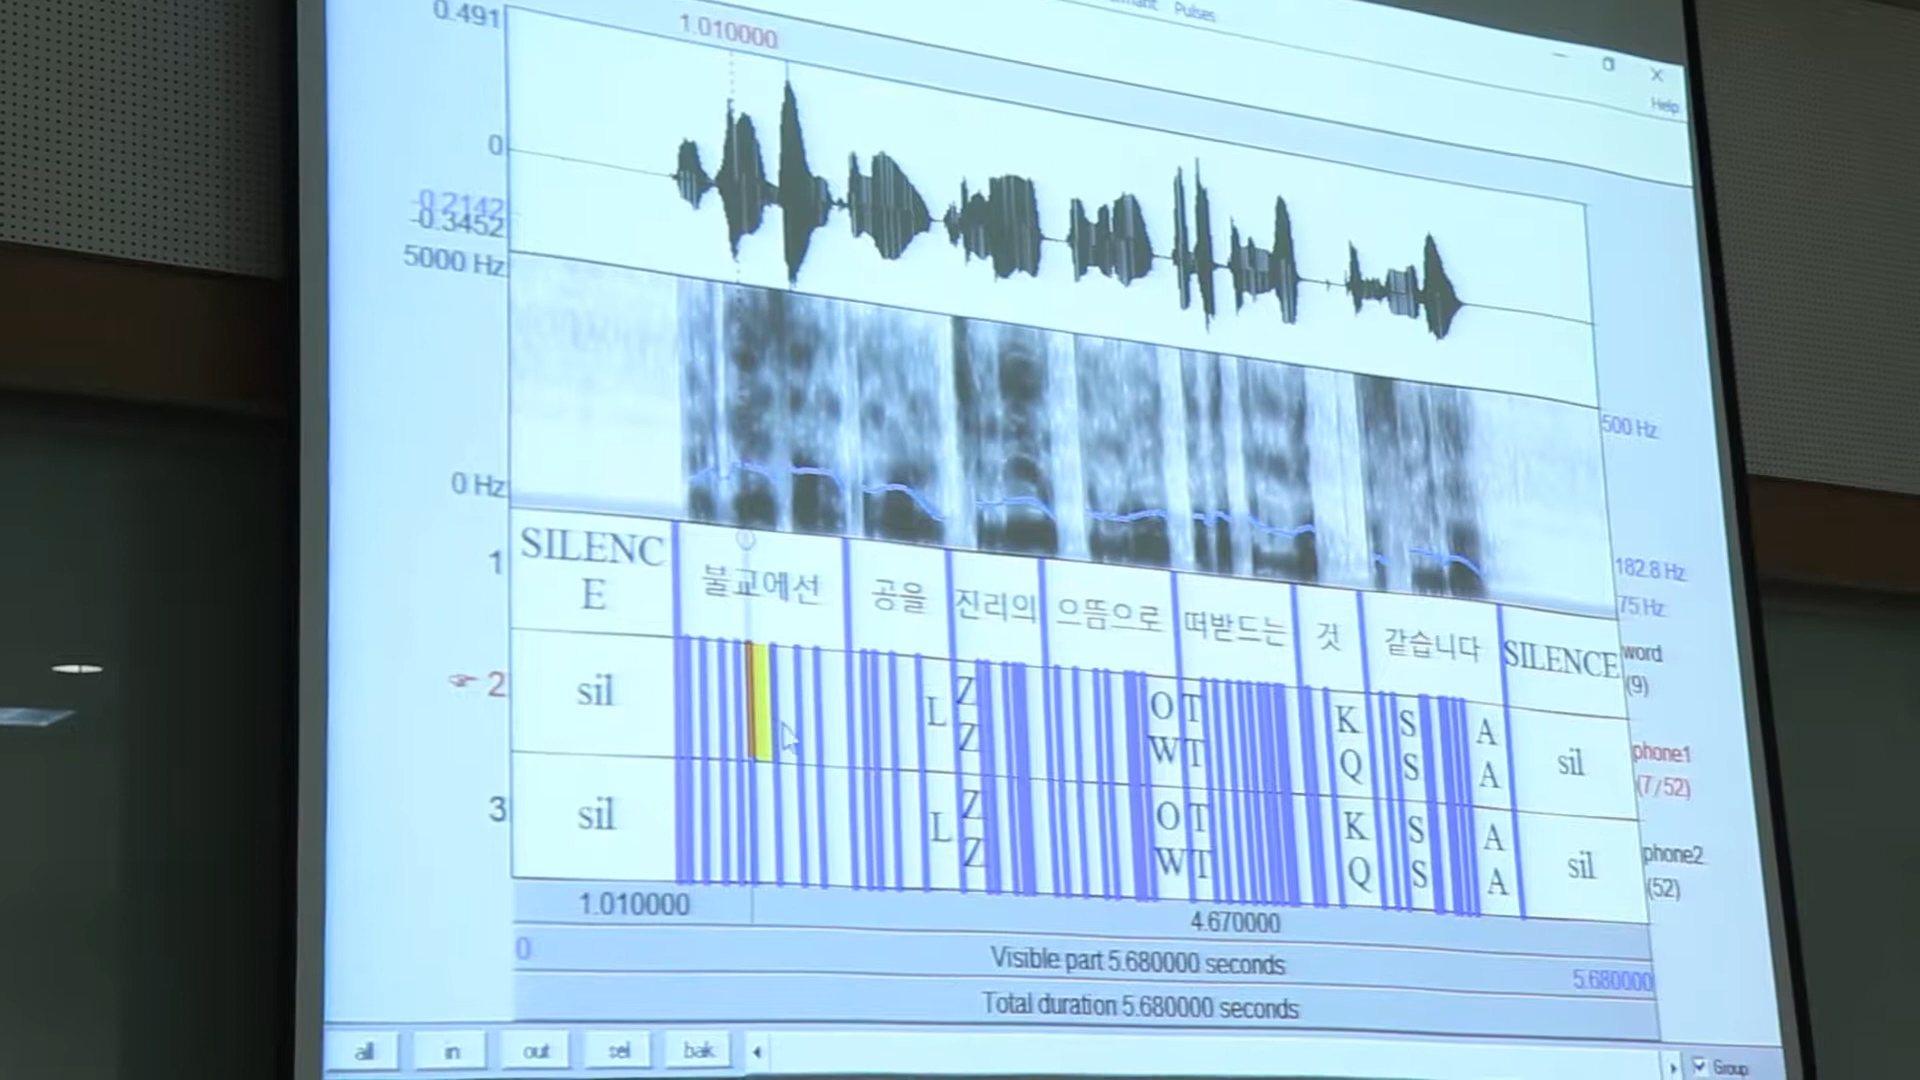 Pulses
0.491
1.010000
Help
0
-0.2142
-0.3452
5000 Hz
500 Hz
0 Hz
182.8 Hz
75 Hz
1
SILENC
E
불교에선
공을
진리의
으뜸으로
떠받드는
것
같습니다
SILENCE
word
(9)
2
sil
L
Z
Z
O
W
T
T
K
Q
S
S
A
A
sil
phone1
(7/52)
3
sil
L
Z
Z
O
W
T
T
K
Q
S
S
A
A
sil
phone2
(52)
1.010000
4.670000
0
Visible part 5.680000 seconds
5.680000
Total duration 5.680000 seconds
all
in
out
sel
bak
Group